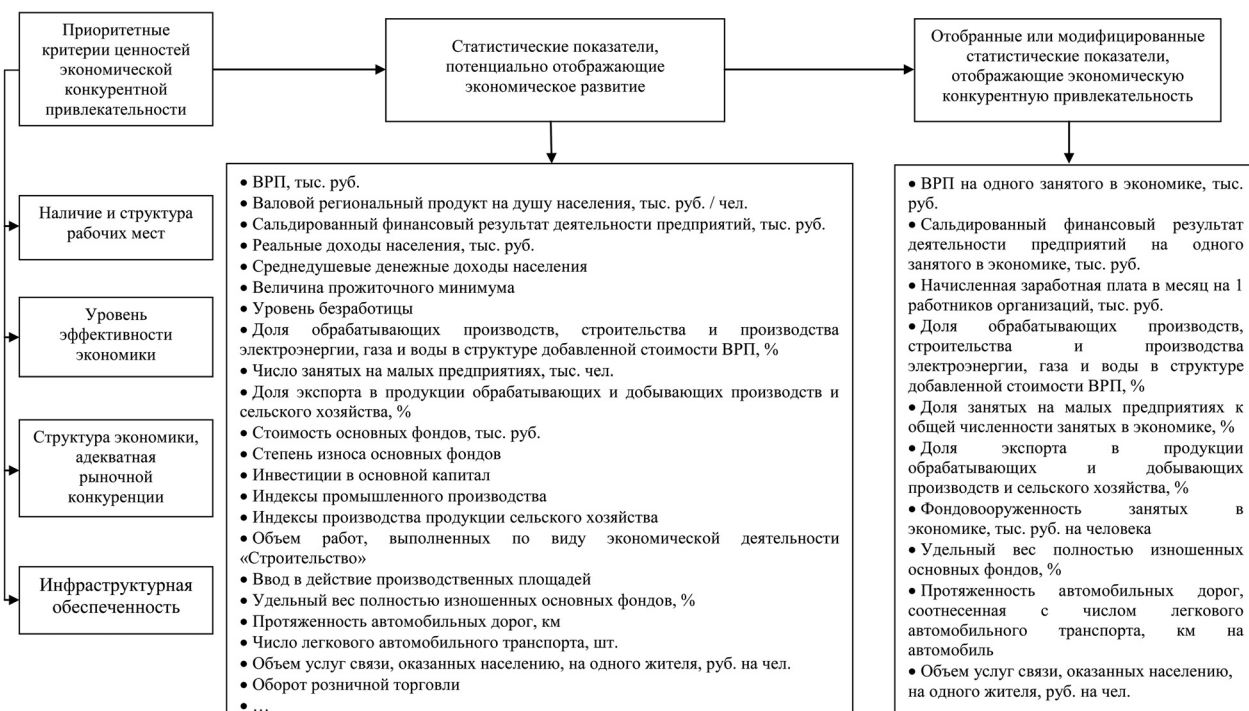 Приоритетные
критерии ценностей
экономической
конкурентной
привлекательности
Статистические показатели,
потенциально отображающие
экономическое развитие
Отобранные или модифицированные
статистические показатели,
отображающие экономическую
конкурентную привлекательность
Наличие и структура
рабочих мест
Уровень
эффективности
экономики
Структура экономики,
адекватная
рыночной
конкуренции
Инфраструктурная
обеспеченность
• ВРП, тыс. руб.
• Валовой региональный продукт на душу населения, тыс. руб. / чел.
• Сальдированный финансовый результат деятельности предприятий, тыс. руб.
• Реальные доходы населения, тыс. руб.
• Среднедушевые денежные доходы населения
• Величина прожиточного минимума
• Уровень безработицы
• Доля обрабатывающих производств, строительства и производства
электроэнергии, газа и воды в структуре добавленной стоимости ВРП, %
• Число занятых на малых предприятиях, тыс. чел.
• Доля экспорта в продукции обрабатывающих и добывающих производств и
сельского хозяйства, %
• Стоимость основных фондов, тыс. руб.
• Степень износа основных фондов
• Инвестиции в основной капитал
• Индексы промышленного производства
• Индексы производства продукции сельского хозяйства
• Объем работ, выполненных по виду экономической деятельности
«Строительство»
• Ввод в действие производственных площадей
• Удельный вес полностью изношенных основных фондов, %
• Протяженность автомобильных дорог, км
• Число легкового автомобильного транспорта, шт.
• Объем услуг связи, оказанных населению, на одного жителя, руб. на чел.
• Оборот розничной торговли
• …
• ВРП на одного занятого в экономике, тыс.
руб.
• Сальдированный финансовый результат
деятельности предприятий на одного
занятого в экономике, тыс. руб.
• Начисленная заработная плата в месяц на 1
работников организаций, тыс. руб.
• Доля обрабатывающих производств,
строительства и производства
электроэнергии, газа и воды в структуре
добавленной стоимости ВРП, %
• Доля занятых на малых предприятиях к
общей численности занятых в экономике, %
• Доля экспорта в продукции
обрабатывающих и добывающих
производств и сельского хозяйства, %
• Фондовооруженность занятых в
экономике, тыс. руб. на человека
• Удельный вес полностью изношенных
основных фондов, %
• Протяженность автомобильных дорог,
соотнесенная с числом легкового
автомобильного транспорта, км на
автомобиль
• Объем услуг связи, оказанных населению,
на одного жителя, руб. на чел.